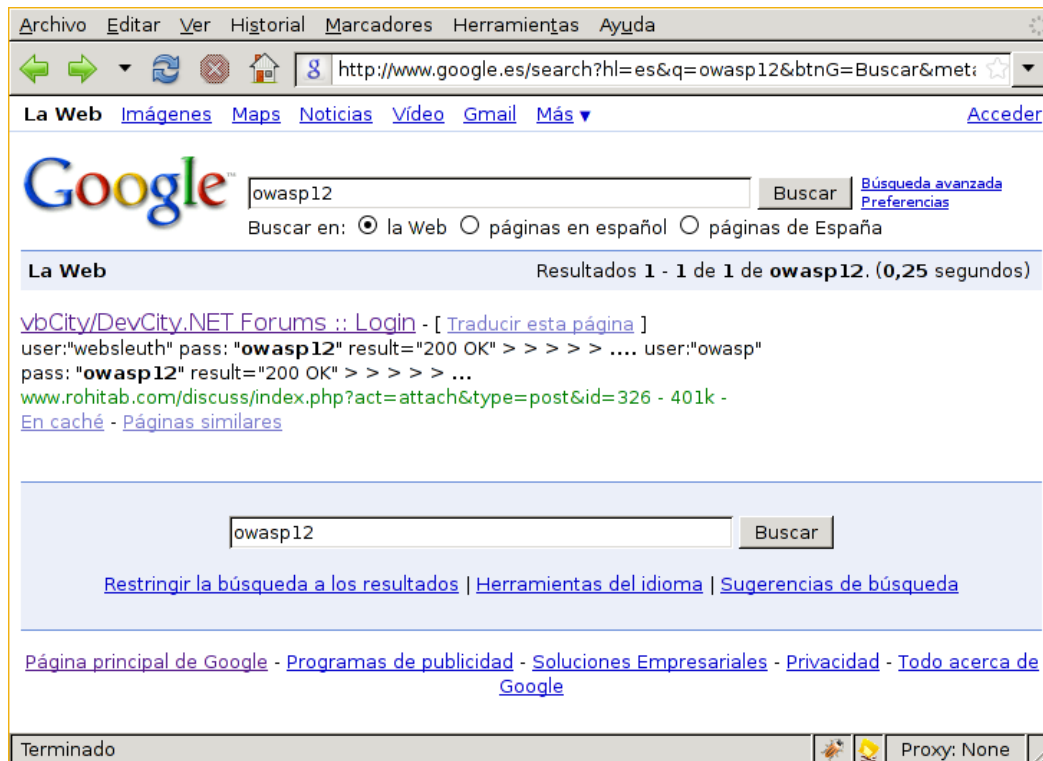 Archivo Editar Ver Historial Marcadores Herramientas Ayuda
http://www.google.es/search?hl=es&q=owasp12&btnG=Buscar&meta
La Web Imágenes Maps Noticias Vídeo Gmail Más ▼ Acceder
Google™ owasp12 Buscar Búsqueda avanzada
Preferencias
Buscar en: la Web páginas en español páginas de España
La Web Resultados 1 - 1 de 1 de owasp12. (0,25 segundos)
vbCity/DevCity.NET Forums :: Login - [ Traducir esta página ]
user:"websleuth" pass: "owasp12" result="200 OK" > > > > > .... user:"owasp"
pass: "owasp12" result="200 OK" > > > > > ...
www.rohitab.com/discuss/index.php?act=attach&type=post&id=326 - 401k -
En caché - Páginas similares
owasp12 Buscar
Restringir la búsqueda a los resultados | Herramientas del idioma | Sugerencias de búsqueda
Página principal de Google - Programas de publicidad - Soluciones Empresariales - Privacidad - Todo acerca de
Google
Terminado Proxy: None